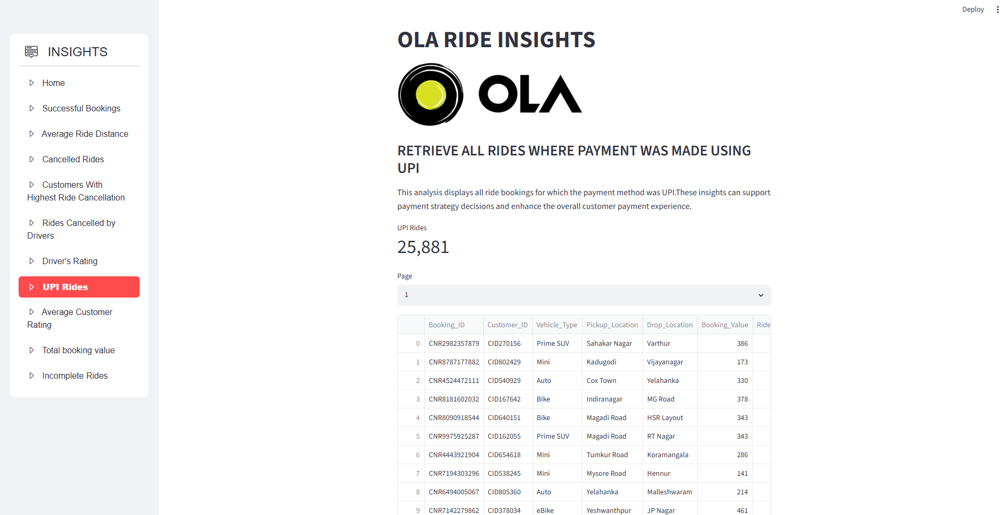 Deploy
INSIGHTS
Home
Successful Bookings
Average Ride Distance
Cancelled Rides
Customers With
Highest Ride Cancellation
Rides Cancelled by
Drivers
Driver's Rating
UPI Rides
Average Customer
Rating
Total booking value
Incomplete Rides
OLA RIDE INSIGHTS
OLA
RETRIEVE ALL RIDES WHERE PAYMENT WAS MADE USING
UPI
This analysis displays all ride bookings for which the payment method was UPI.These insights can support
payment strategy decisions and enhance the overall customer payment experience.
UPI Rides
25,881
Page
1
Booking_ID Customer_ID Vehicle_Type Pickup_Location Drop_Location Booking_Value Ride
0 CNR2982357879 CID270156 Prime SUV Sahakar Nagar Varthur 386
1 CNR8787177882 CID802429 Mini Kadugodi Vijayanagar 173
2 CNR4524472111 CID540929 Auto Cox Town Yelahanka 330
3 CNR8181602032 CID167642 Bike Indiranagar MG Road 378
4 CNR8090918544 CID640151 Bike Magadi Road HSR Layout 343
5 CNR9975925287 CID162055 Prime SUV Magadi Road RT Nagar 343
6 CNR4443921904 CID654618 Mini Tumkur Road Koramangala 286
7 CNR7194303296 CID538245 Mini Mysore Road Hennur 141
8 CNR6494005067 CID805360 Auto Yelahanka Malleshwaram 214
9 CNR7142279862 CID378034 eBike Yeshwanthpur JP Nagar 461